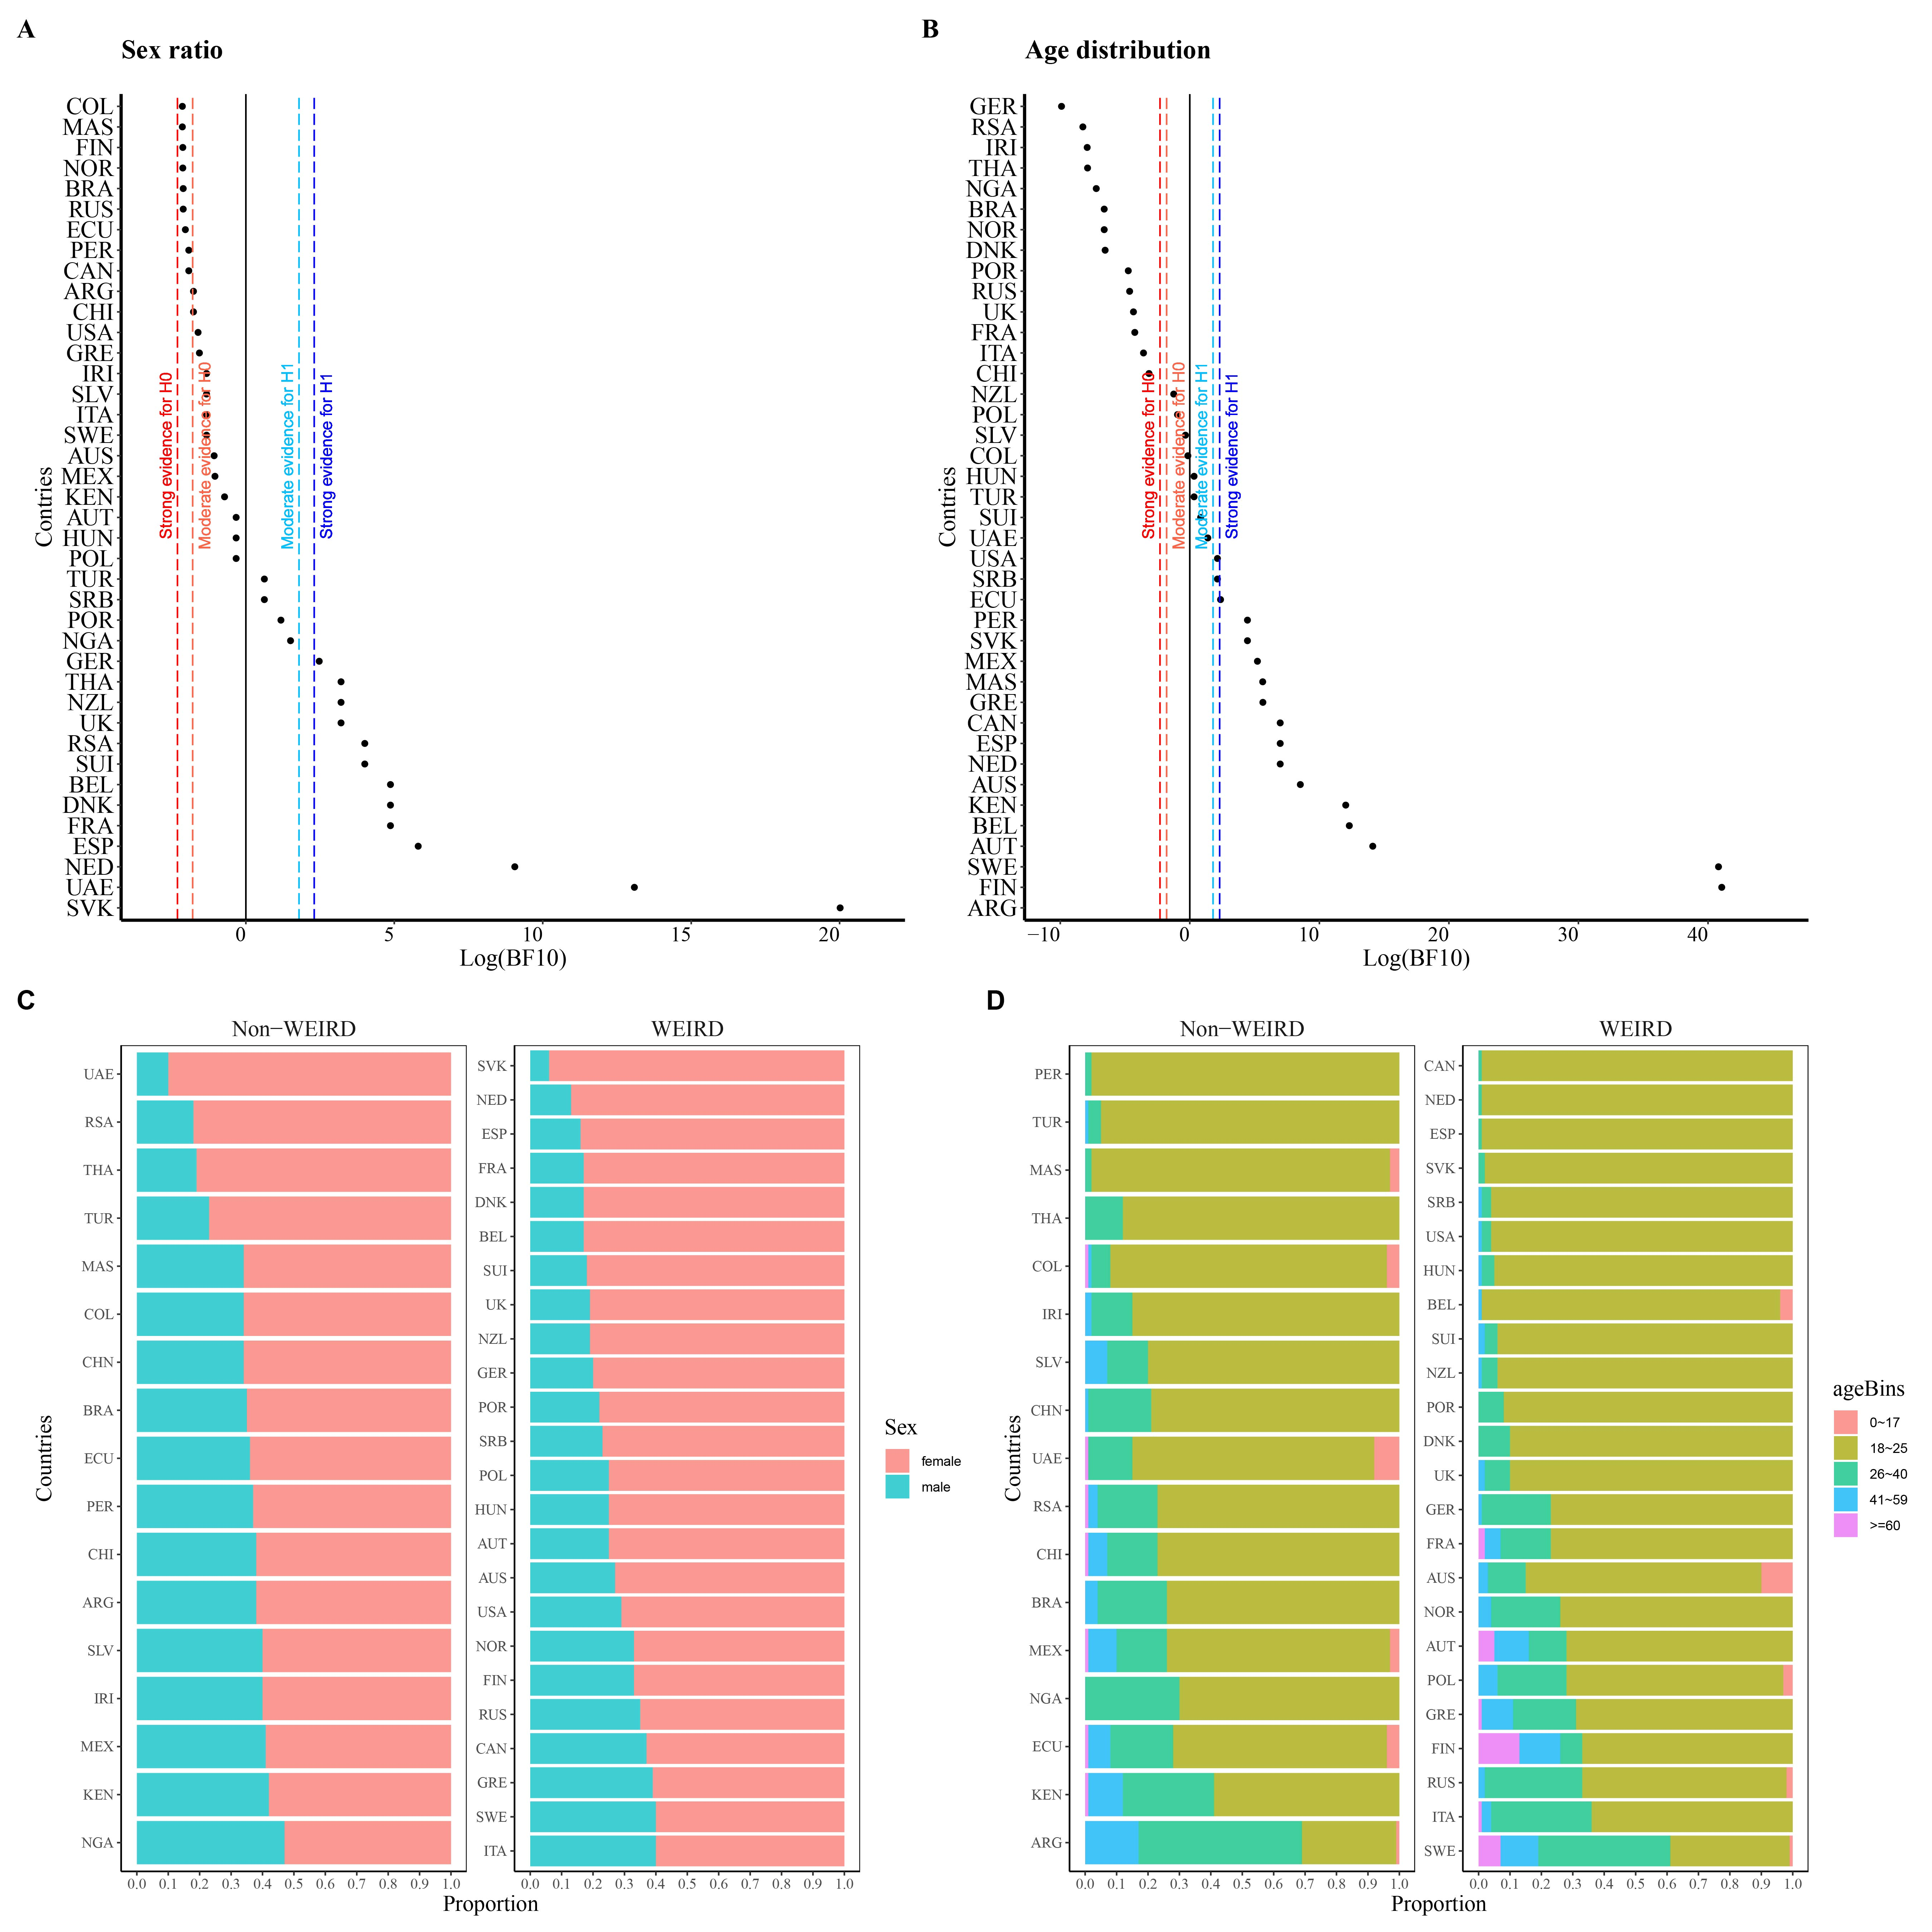 A
Sex ratio
COL
MAS
FIN
NOR
BRA
RUS
ECU
PER
CAN
ARG
CHI
USA
GRE
IRI
SLV
ITA
SWE
AUS
MEX
KEN
AUT
HUN
POL
TUR
SRB
POR
NGA
GER
THA
NZL
UK
RSA
SUI
BEL
DNK
FRA
ESP
NED
UAE
SVK
Contries
Strong evidence for H0
Moderate evidence for H0
Moderate evidence for H1
Strong evidence for H1
0 5 10 15 20
Log(BF10)
B
Age distribution
GER
RSA
IRI
THA
NGA
BRA
NOR
DNK
POR
RUS
UK
FRA
ITA
CHI
NZL
POL
SLV
COL
HUN
TUR
SUI
UAE
USA
SRB
ECU
PER
SVK
MEX
MAS
GRE
CAN
ESP
NED
AUS
KEN
BEL
AUT
SWE
FIN
ARG
Contries
Strong evidence for H0
Moderate evidence for H0
Moderate evidence for H1
Strong evidence for H1
−10 0 10 20 30 40
Log(BF10)
C
Non−WEIRD
UAE
RSA
THA
TUR
MAS
COL
CHN
BRA
ECU
PER
CHI
ARG
SLV
IRI
MEX
KEN
NGA
Countries
0.0 0.1 0.2 0.3 0.4 0.5 0.6 0.7 0.8 0.9 1.0
WEIRD
SVK
NED
ESP
FRA
DNK
BEL
SUI
UK
NZL
GER
POR
SRB
POL
HUN
AUT
AUS
USA
NOR
FIN
RUS
CAN
GRE
SWE
ITA
0.0 0.1 0.2 0.3 0.4 0.5 0.6 0.7 0.8 0.9 1.0
Proportion
Sex
female
male
D
Non−WEIRD
PER
TUR
MAS
THA
COL
IRI
SLV
CHN
UAE
RSA
CHI
BRA
MEX
NGA
ECU
KEN
ARG
Countries
0.0 0.1 0.2 0.3 0.4 0.5 0.6 0.7 0.8 0.9 1.0
WEIRD
CAN
NED
ESP
SVK
SRB
USA
HUN
BEL
SUI
NZL
POR
DNK
UK
GER
FRA
AUS
NOR
AUT
POL
GRE
FIN
RUS
ITA
SWE
0.0 0.1 0.2 0.3 0.4 0.5 0.6 0.7 0.8 0.9 1.0
Proportion
ageBins
0~17
18~25
26~40
41~59
>=60